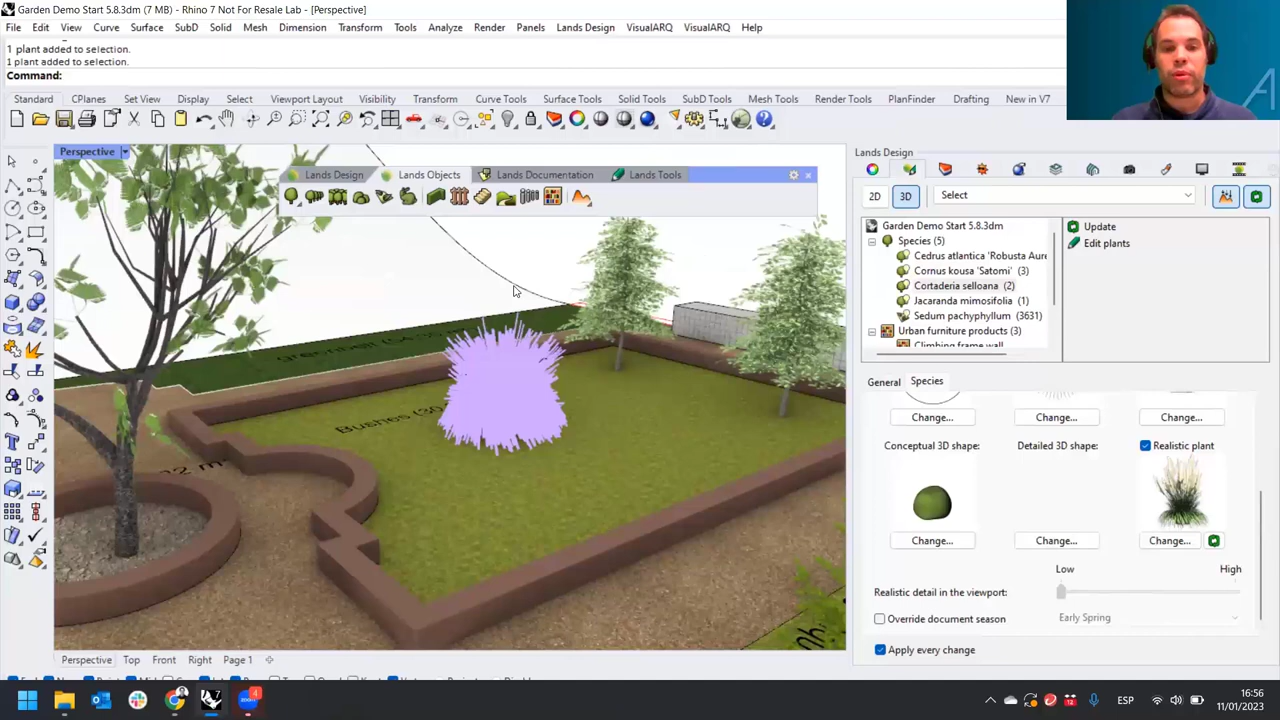 Garden Demo Start 5.8.3dm (7 MB) - Rhino 7 Not For Resale Lab - [Perspective]
File Edit View Curve Surface SubD Solid Mesh Dimension Transform Tools Analyze Render Panels Lands Design VisualARQ VisualARQ Help
1 plant added to selection.
1 plant added to selection.
Command:
Standard CPlanes Set View Display Select Viewport Layout Visibility Transform Curve Tools Surface Tools Solid Tools SubD Tools Mesh Tools Render Tools PlanFinder Drafting New in V7
Perspective
Lands Design Lands Objects Lands Documentation Lands Tools
Bushes (30
Lands Design
2D 3D Select
Garden Demo Start 5.8.3dm
Species (5)
Cedrus atlantica 'Robusta Aure
Cornus kousa 'Satomi' (3)
Cortaderia selloana (2)
Jacaranda mimosifolia (1)
Sedum pachyphyllum (3631)
Urban furniture products (3)
Climbing frame wall
Update
Edit plants
General Species
Change... Change... Change...
Conceptual 3D shape: Detailed 3D shape: Realistic plant
Change... Change... Change...
Low High
Realistic detail in the viewport:
Override document season Early Spring
Apply every change
Perspective Top Front Right Page 1
4
12
ESP
16:56
11/01/2023